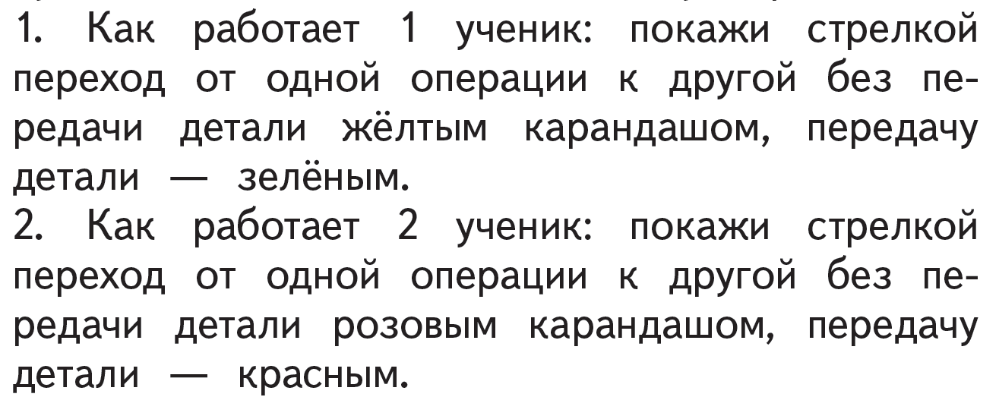 1. Как работает 1 ученик: покажи стрелкой
переход от одной операции к другой без пе-
редачи детали жёлтым карандашом, передачу
детали — зелёным.
2. Как работает 2 ученик: покажи стрелкой
переход от одной операции к другой без пе-
редачи детали розовым карандашом, передачу
детали — красным.